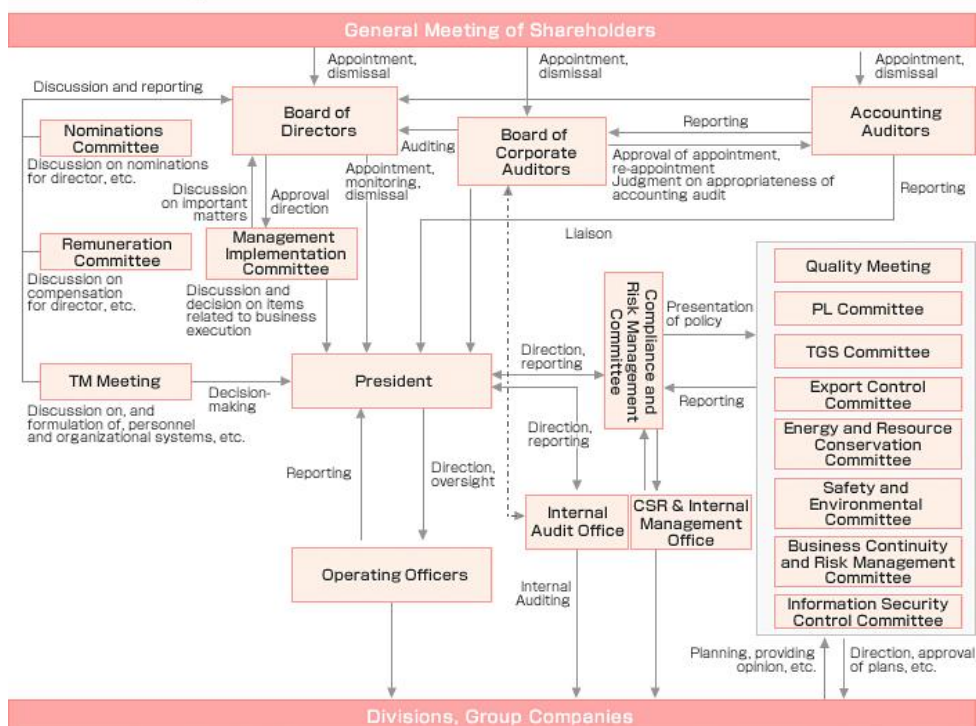 General Meeting of Shareholders
Appointment,
dismissal
Appointment,
dismissal
Appointment,
dismissal
Discussion and reporting
Board of
Directors
Accounting
Auditors
Nominations
Committee
Discussion on nominations
for director, etc.
Auditing
Board of
Corporate
Auditors
Reporting
Approval of appointment,
re-appointment
Judgment on appropriateness of
accounting audit
Reporting
Discussion
on important
matters
Approval
direction
Appointment,
monitoring,
dismissal
Liaison
Remuneration
Committee
Discussion on
compensation
for director, etc.
Management
Implementation
Committee
Discussion and
decision on items
related to business
execution
Compliance and
Risk Management
Committee
Presentation
of policy
Reporting
Quality Meeting
PL Committee
TGS Committee
Export Control
Committee
Energy and Resource
Conservation
Committee
Safety and
Environmental
Committee
Business Continuity
and Risk Management
Committee
Information Security
Control Committee
TM Meeting
Discussion on, and
formulation of, personnel
and organizational systems, etc.
Decision-
making
President
Direction,
reporting
Direction,
reporting
Reporting
Direction,
oversight
Internal
Audit Office
CSR & Internal
Management
Office
Operating Officers
Internal
Auditing
Planning, providing
opinion, etc.
Direction, approval
of plans, etc.
Divisions, Group Companies